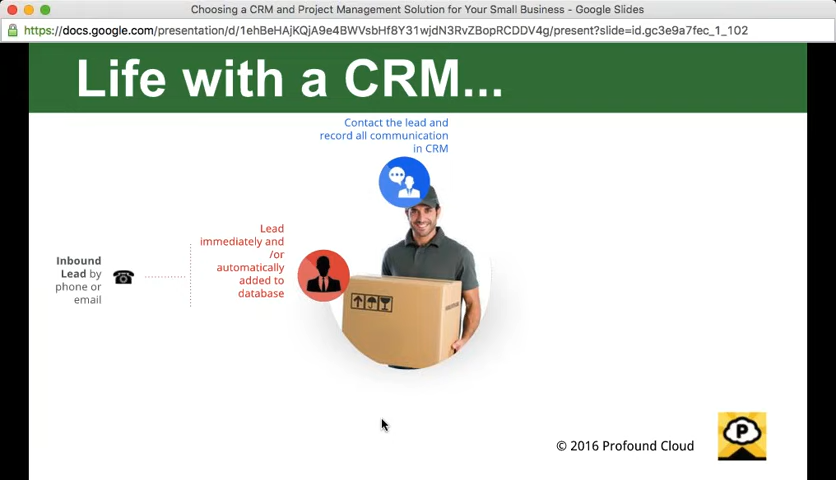 Choosing a CRM and Project Management Solution for Your Small Business - Google Slides
https://docs.google.com/presentation/d/1ehBeHAjKQjA9e4BWVsbHf8Y31wjdN3RvZBopRCDDV4g/present?slide=id.gc3e9a7fec_1_102
Life with a CRM...
Contact the lead and
record all communication
in CRM
Lead
immediately and
/or
automatically
added to
database
Inbound
Lead by
phone or
email
© 2016 Profound Cloud
P